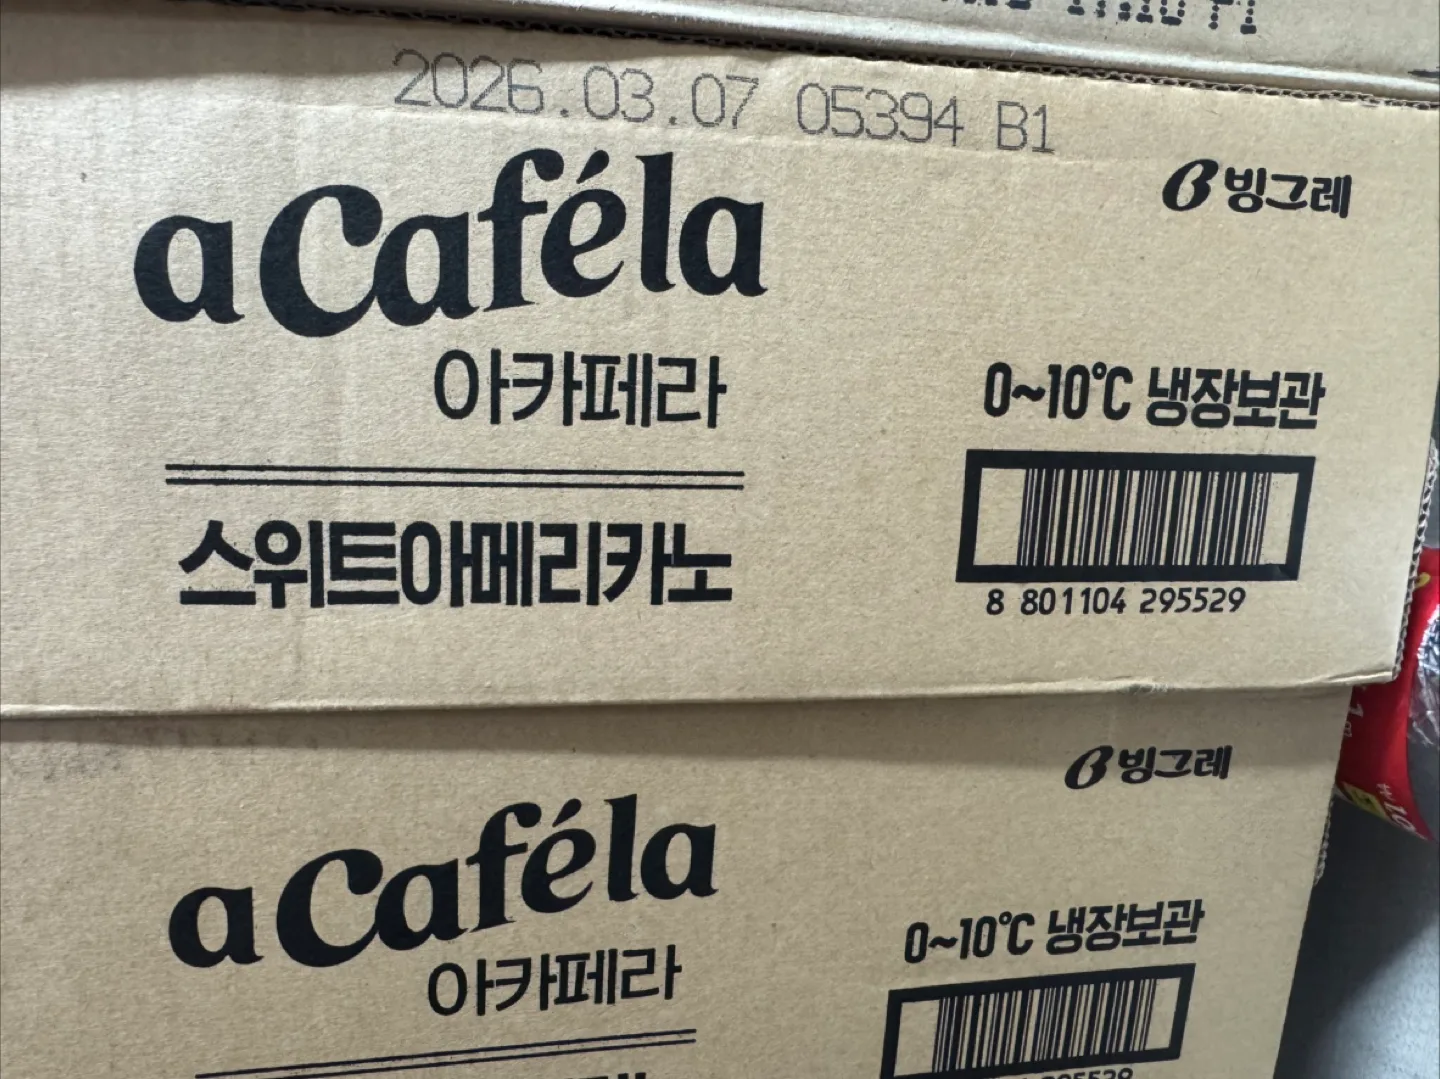 2026.03.07 05394 B1
aCaféla
빙그레
아카페라
0~10℃ 냉장보관
스위트아메리카노
8 801104 295529
빙그레
aCaféla
아카페라
0~10℃ 냉장보관